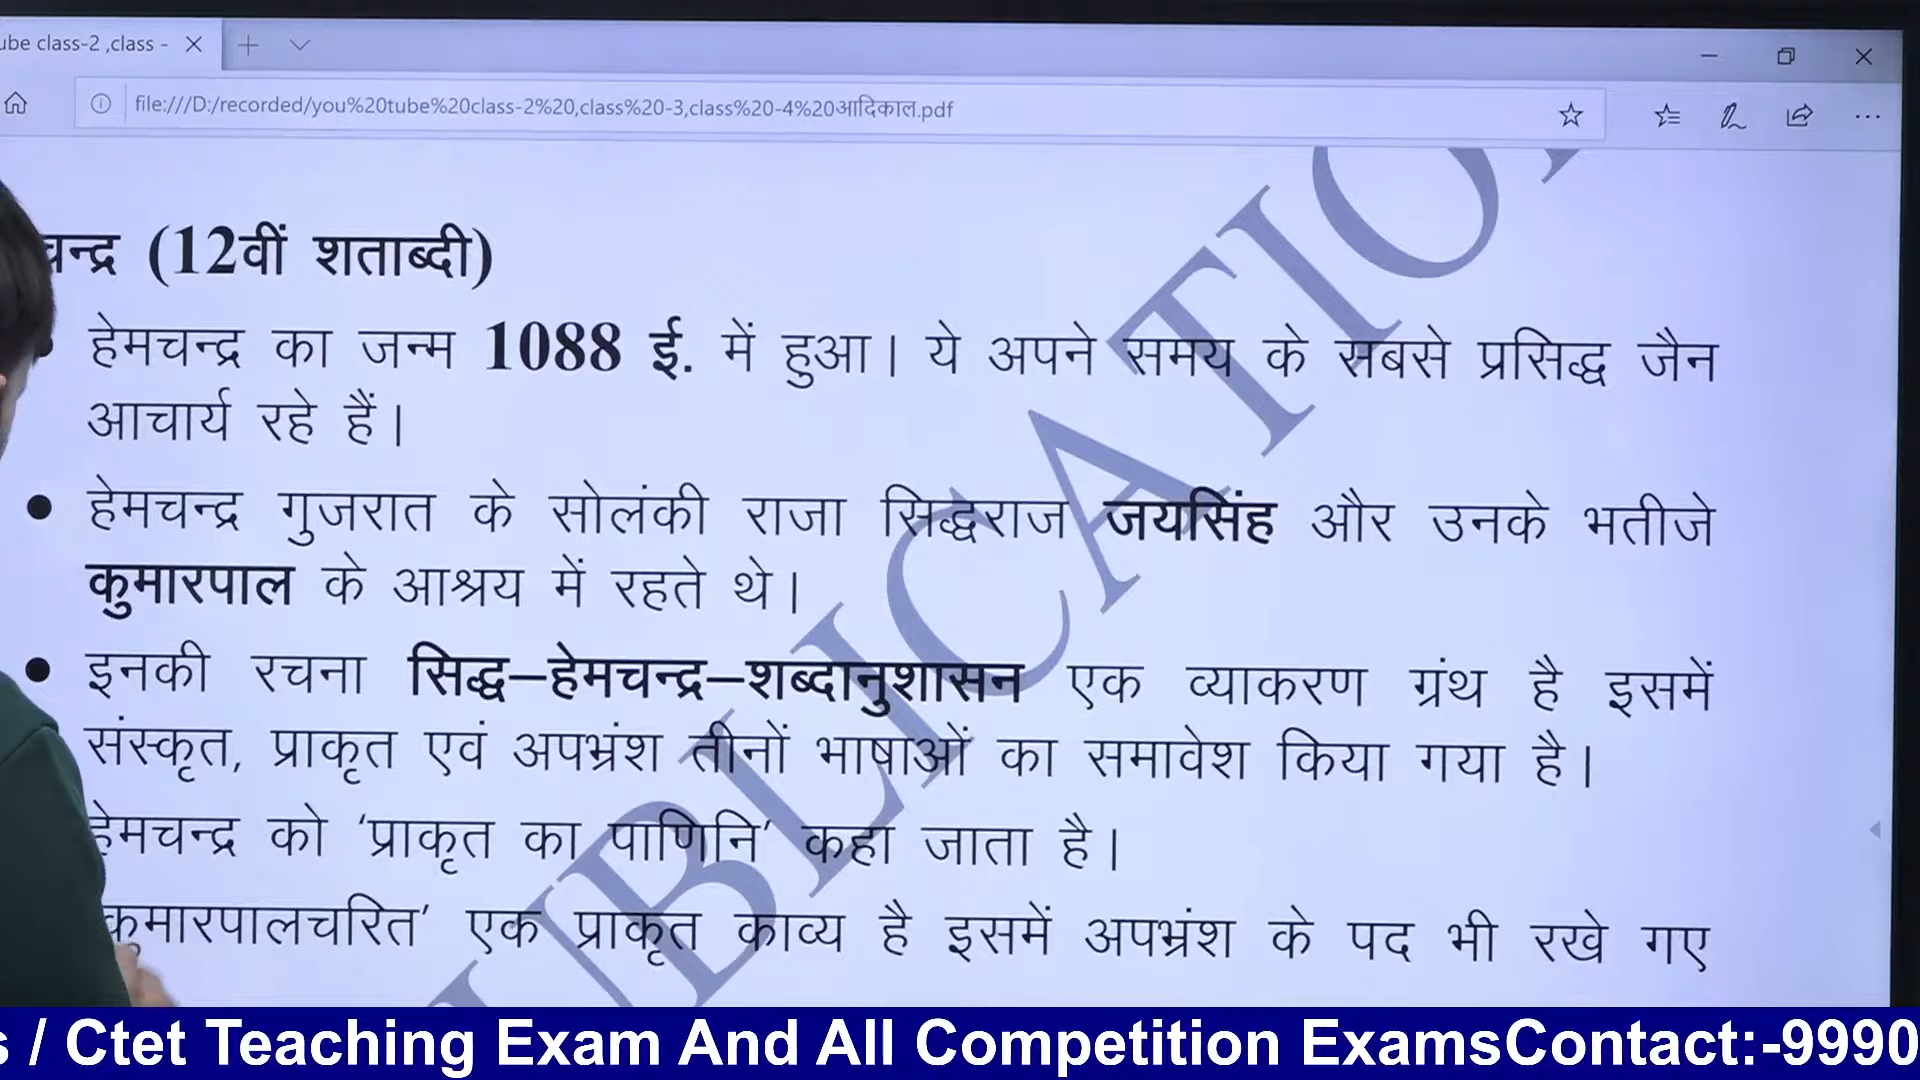 class-2 ,class -
file:///D:/recorded/you%20tube%20class-2%20,class%20-3,class%20-4%20आदिकाल.pdf
(12वीं शताब्दी)
हेमचन्द्र का जन्म 1088 ई. में हुआ। ये अपने समय के सबसे प्रसिद्ध जैन
आचार्य रहे हैं।
• हेमचन्द्र गुजरात के सोलंकी राजा सिद्धराज जयसिंह और उनके भतीजे
कुमारपाल के आश्रय में रहते थे।
• इनकी रचना सिद्ध–हेमचन्द्र–शब्दानुशासन एक व्याकरण ग्रंथ है इसमें
संस्कृत, प्राकृत एवं अपभ्रंश तीनों भाषाओं का समावेश किया गया है।
हेमचन्द्र को ‘प्राकृत का पाणिनि’ कहा जाता है।
कुमारपालचरित’ एक प्राकृत काव्य है इसमें अपभ्रंश के पद भी रखे गए
UBLICATIO
/ Ctet Teaching Exam And All Competition ExamsContact:-9990